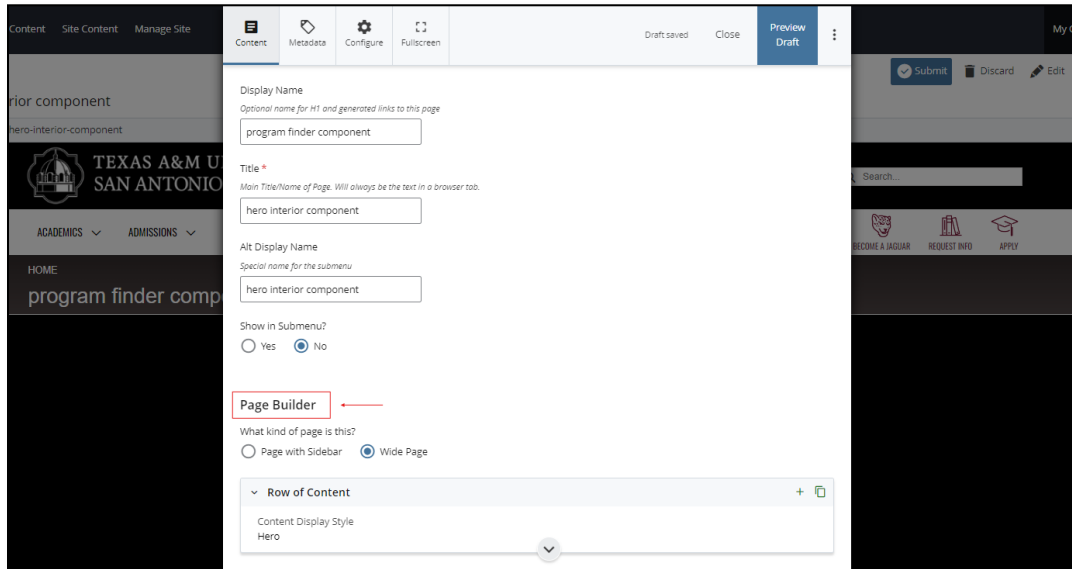 Content Site Content Manage Site
Content
Metadata
Configure
Fullscreen
Draft saved
Close
Preview
Draft
My
Submit
Discard
Edit
rior component
hero-interior-component
TEXAS A&M U
SAN ANTONIO
Search...
ACADEMICS
ADMISSIONS
BECOME A JAGUAR
REQUEST INFO
APPLY
HOME
program finder comp
Display Name
Optional name for H1 and generated links to this page
program finder component
Title *
Main Title/Name of Page. Will always be the text in a browser tab.
hero interior component
Alt Display Name
Special name for the submenu
hero interior component
Show in Submenu?
Yes No
Page Builder
What kind of page is this?
Page with Sidebar Wide Page
Row of Content
Content Display Style
Hero